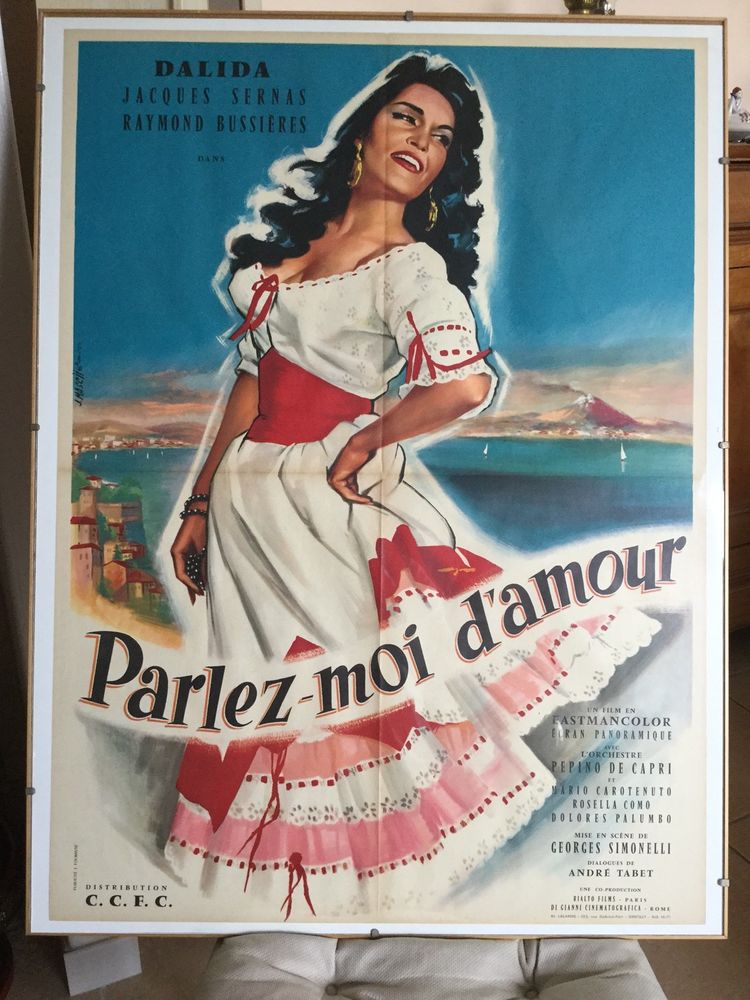 DALIDA
JACQUES SERNAS
RAYMOND BUSSIÈRES
DANS
Parlez-moi d'amour
UN FILM EN
EASTMANCOLOR
ÉCRAN PANORAMIQUE
AVEC
L'ORCHESTRE
PEPINO DE CAPRI
ET
MARIO CAROTENUTO
ROSELLA COMO
DOLORES PALUMBO
MISE EN SCÈNE DE
GEORGES SIMONELLI
DIALOGUES DE
ANDRÉ TABET
UNE CO-PRODUCTION
RIALTO FILMS - PARIS
DI GIANNI CINEMATOGRAFICA - ROME
DISTRIBUTION
C. C. F. C.